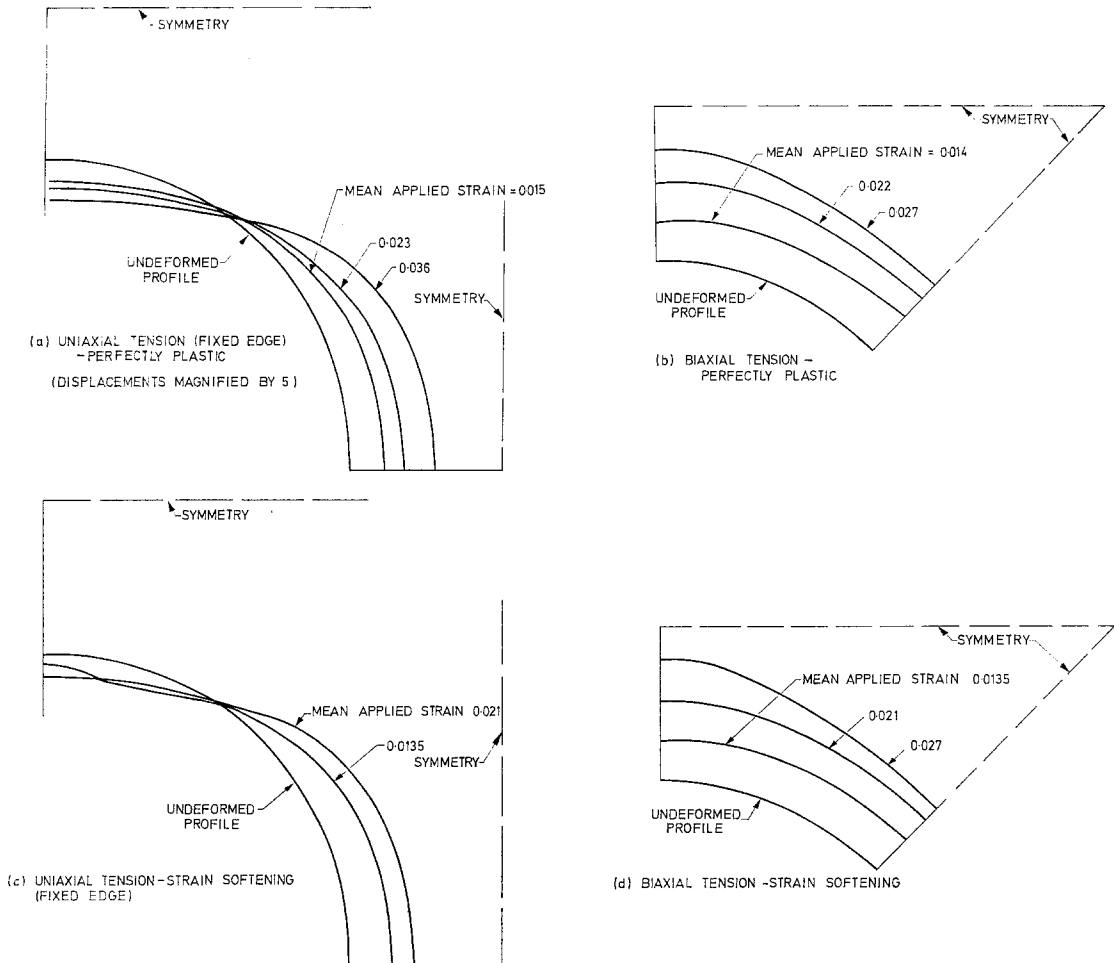 SYMMETRY
MEAN APPLIED STRAIN = 0.015
0.023
0.036
UNDEFORMED
PROFILE
SYMMETRY
(a) UNIAXIAL TENSION (FIXED EDGE)
-PERFECTLY PLASTIC
(DISPLACEMENTS MAGNIFIED BY 5)
SYMMETRY
MEAN APPLIED STRAIN = 0.014
0.022
0.027
UNDEFORMED
PROFILE
(b) BIAXIAL TENSION -
PERFECTLY PLASTIC
SYMMETRY
MEAN APPLIED STRAIN 0.021
0.0135
SYMMETRY
UNDEFORMED
PROFILE
(c) UNIAXIAL TENSION-STRAIN SOFTENING
(FIXED EDGE)
SYMMETRY
MEAN APPLIED STRAIN 0.0135
0.021
0.027
UNDEFORMED
PROFILE
(d) BIAXIAL TENSION -STRAIN SOFTENING